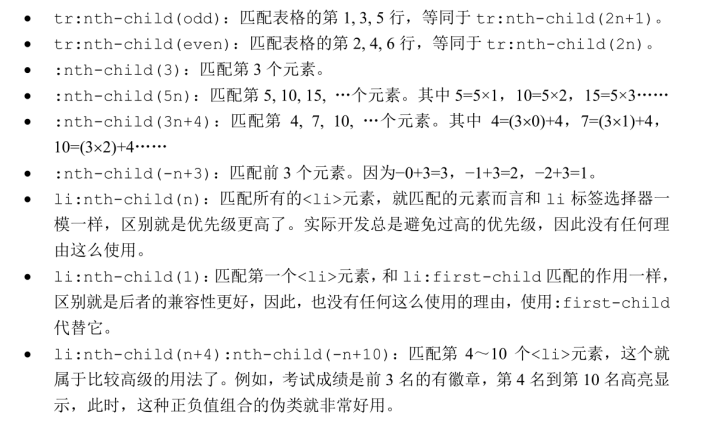 • tr:nth-child(odd)：匹配表格的第 1, 3, 5 行，等同于 tr:nth-child(2n+1)。
• tr:nth-child(even)：匹配表格的第 2, 4, 6 行，等同于 tr:nth-child(2n)。
• :nth-child(3)：匹配第 3 个元素。
• :nth-child(5n)：匹配第 5, 10, 15, …个元素。其中 5=5×1，10=5×2，15=5×3……
• :nth-child(3n+4)：匹配第 4, 7, 10, …个元素。其中 4=(3×0)+4，7=(3×1)+4，
10=(3×2)+4……
• :nth-child(-n+3)：匹配前 3 个元素。因为−0+3=3，−1+3=2，−2+3=1。
• li:nth-child(n)：匹配所有的<li>元素，就匹配的元素而言和 li 标签选择器一
模一样，区别就是优先级更高了。实际开发总是避免过高的优先级，因此没有任何理
由这么使用。
• li:nth-child(1)：匹配第一个<li>元素，和 li:first-child 匹配的作用一样，
区别就是后者的兼容性更好，因此，也没有任何这么使用的理由，使用:first-child
代替它。
• li:nth-child(n+4):nth-child(-n+10)：匹配第 4～10 个<li>元素，这个就
属于比较高级的用法了。例如，考试成绩是前 3 名的有徽章，第 4 名到第 10 名高亮显
示，此时，这种正负值组合的伪类就非常好用。